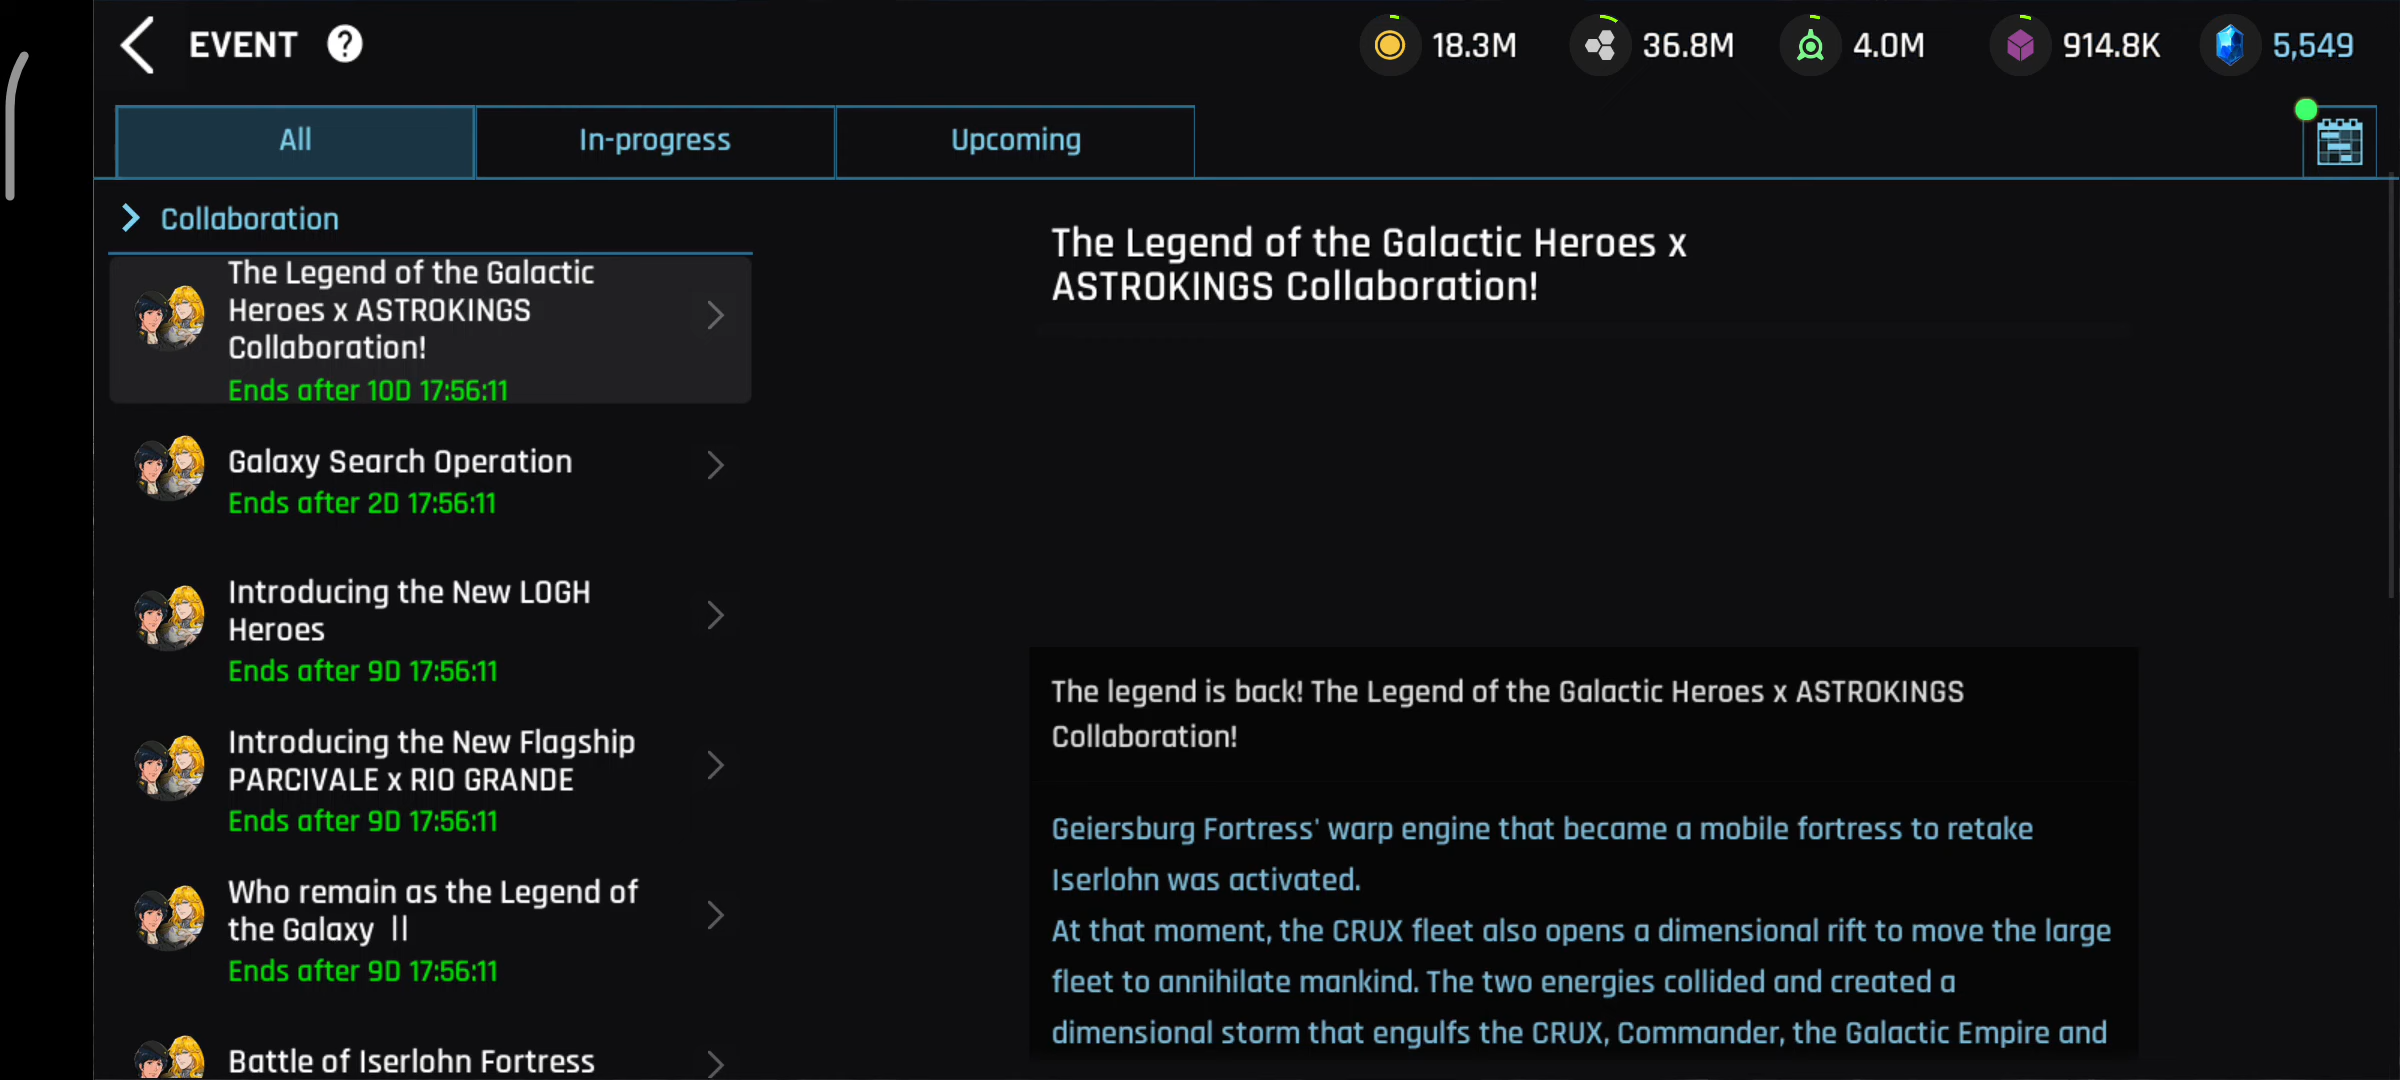 EVENT ?
18.3M 36.8M 4.0M 914.8K 5,549
All In-progress Upcoming
Collaboration
The Legend of the Galactic
Heroes x ASTROKINGS
Collaboration!
Ends after 10D 17:56:11
Galaxy Search Operation
Ends after 2D 17:56:11
Introducing the New LOGH
Heroes
Ends after 9D 17:56:11
Introducing the New Flagship
PARCIVALE x RIO GRANDE
Ends after 9D 17:56:11
Who remain as the Legend of
the Galaxy II
Ends after 9D 17:56:11
Battle of Iserlohn Fortress
The Legend of the Galactic Heroes x
ASTROKINGS Collaboration!
The legend is back! The Legend of the Galactic Heroes x ASTROKINGS
Collaboration!
Geiersburg Fortress' warp engine that became a mobile fortress to retake
Iserlohn was activated.
At that moment, the CRUX fleet also opens a dimensional rift to move the large
fleet to annihilate mankind. The two energies collided and created a
dimensional storm that engulfs the CRUX, Commander, the Galactic Empire and